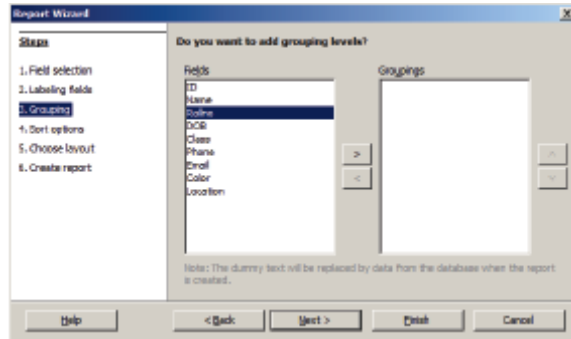 Report Wizard
Steps
Do you want to add grouping levels?
1. Field selection
2. Labeling fields
3. Grouping
4. Sort options
5. Choose layout
6. Create report
Fields
Groupings
ID
Name
Rollno
DOB
Class
Phone
Email
Color
Location
>
<
Note: The dummy text will be replaced by data from the database when the report
is created.
Help
< Back
Next >
Finish
Cancel